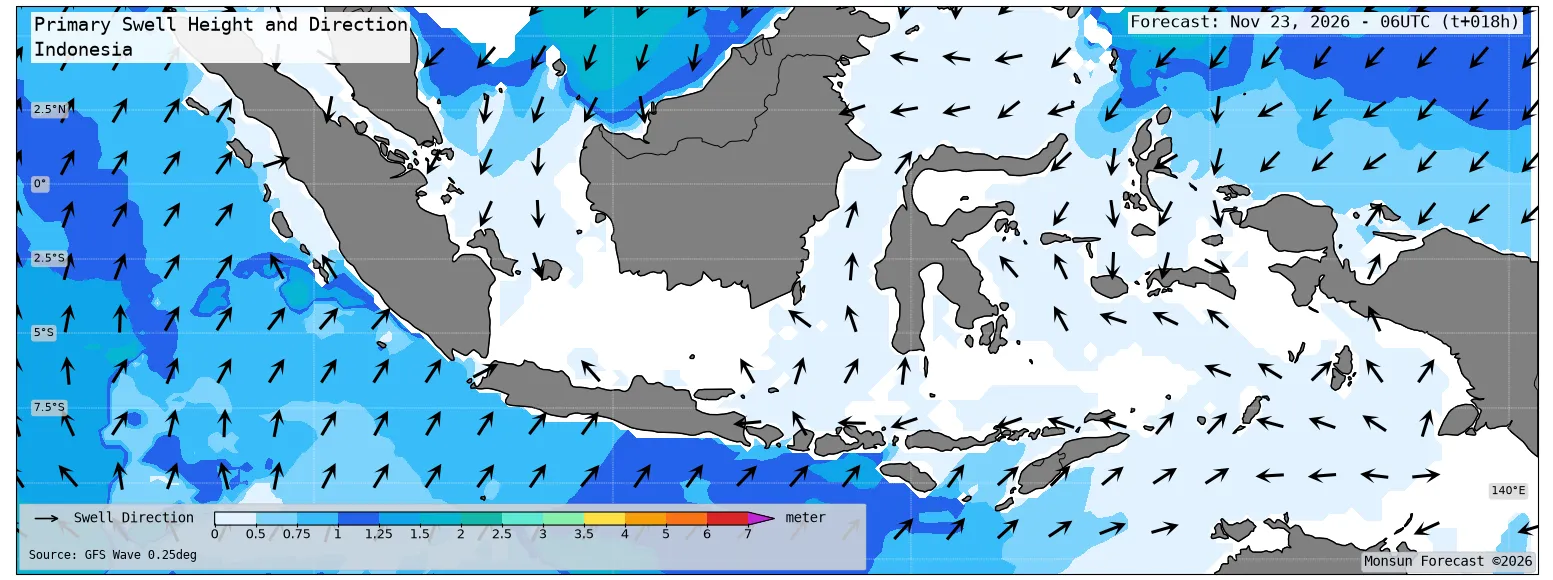 Primary Swell Height and Direction
Indonesia
Forecast: Nov 23, 2026 - 06UTC (t+018h)
2.5°N
0°
2.5°S
5°S
7.5°S
140°E
Swell Direction
0 0.5 0.75 1 1.25 1.5 2 2.5 3 3.5 4 5 6 7
meter
Source: GFS Wave 0.25deg
Monsun Forecast ©2026